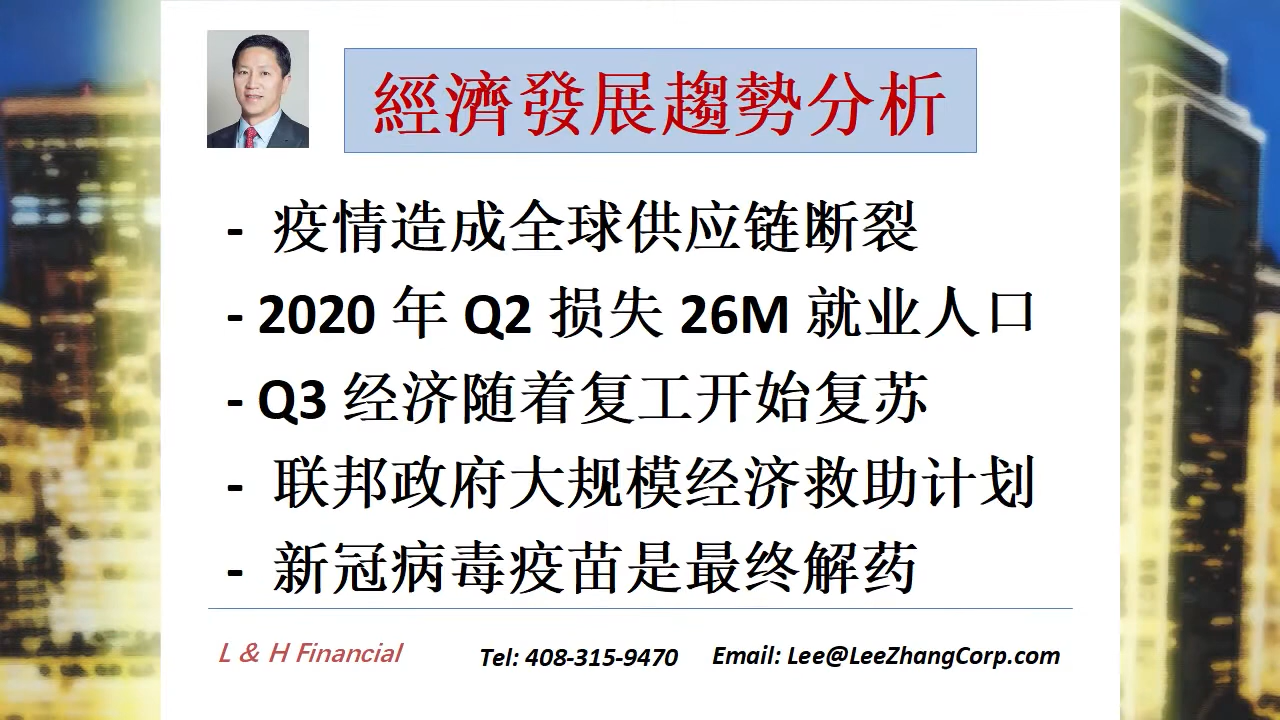 經濟發展趨勢分析
- 疫情造成全球供应链断裂
- 2020 年 Q2 损失 26M 就业人口
- Q3 经济随着复工开始复苏
- 联邦政府大规模经济救助计划
- 新冠病毒疫苗是最终解药
L & H Financial Tel: 408-315-9470 Email: Lee@LeeZhangCorp.com